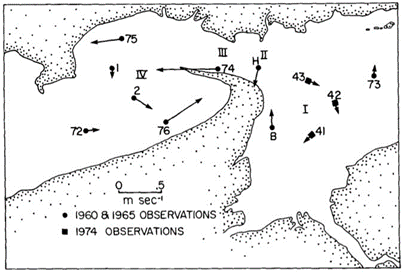 75
III
II
1
IV
74
H
43
73
2
42
I
76
72
B
41
0 .5
m sec⁻¹
● 1960 & 1965 OBSERVATIONS
■ 1974 OBSERVATIONS